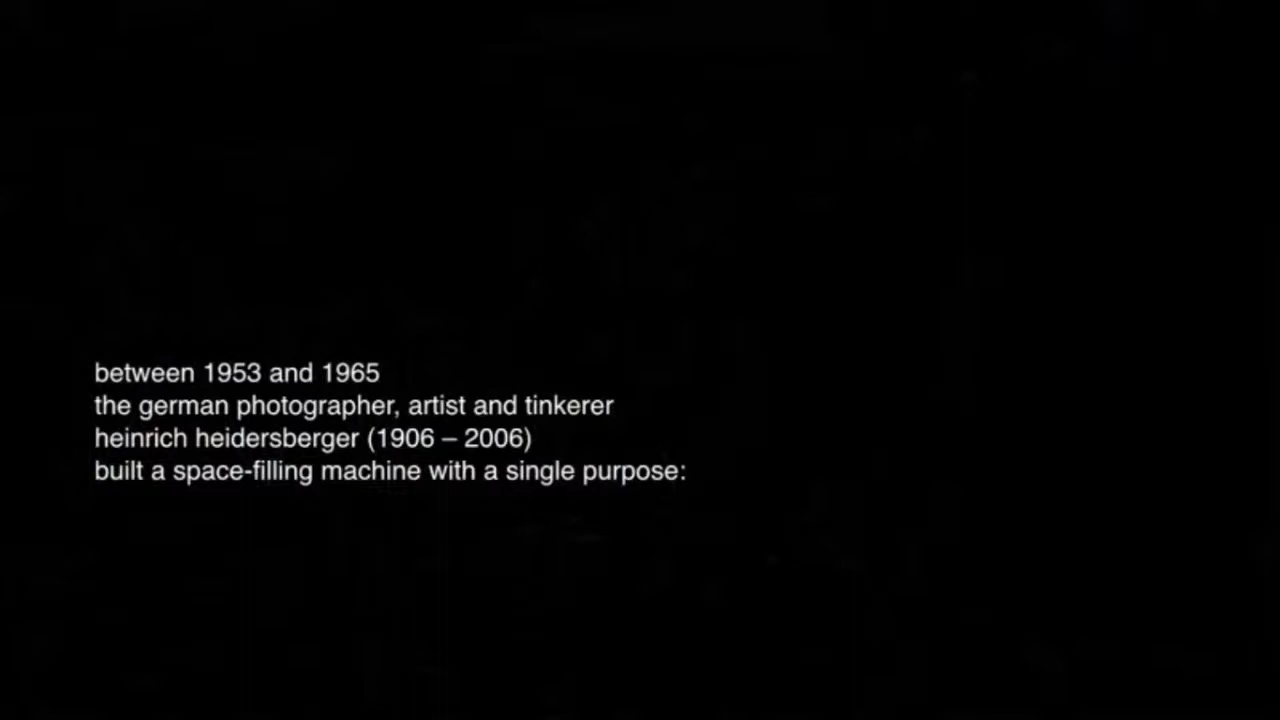 between 1953 and 1965
the german photographer, artist and tinkerer
heinrich heidersberger (1906 – 2006)
built a space-filling machine with a single purpose: